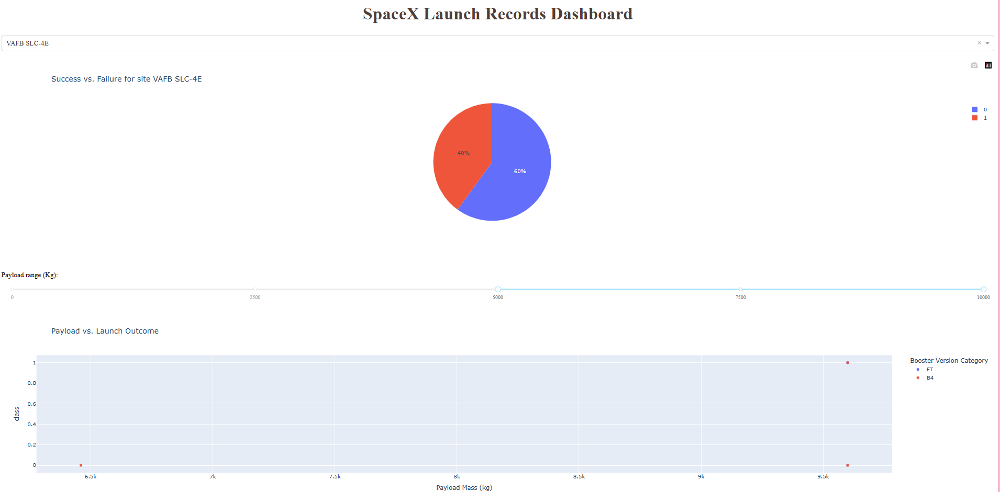 SpaceX Launch Records Dashboard
VAFB SLC-4E
Success vs. Failure for site VAFB SLC-4E
0
1
40%
60%
Payload range (Kg):
0 2500 5000 7500 10000
Payload vs. Launch Outcome
Booster Version Category
FT
B4
class
1
0.8
0.6
0.4
0.2
0
6.5k 7k 7.5k 8k 8.5k 9k 9.5k
Payload Mass (kg)